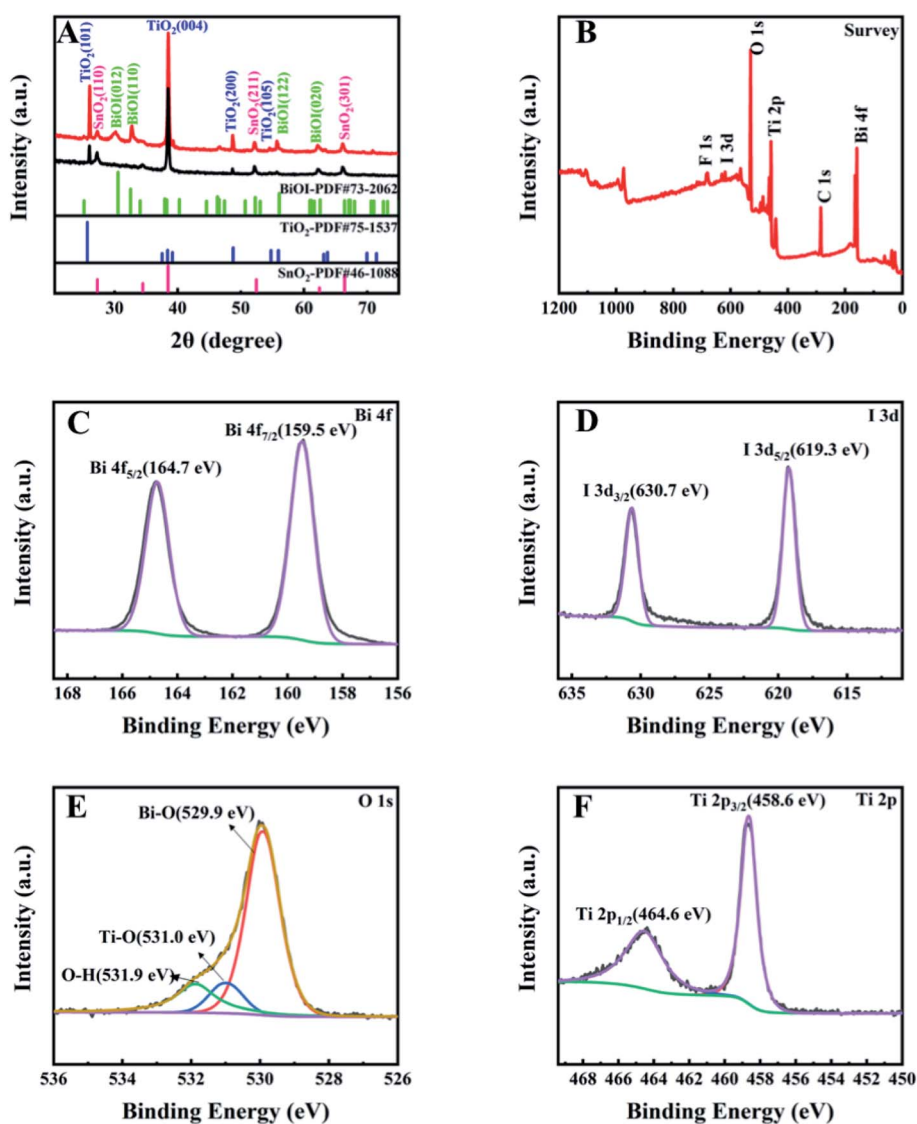 A
Intensity (a.u.)
TiO₂(101)
SnO₂(110)
BiOI(012)
BiOI(110)
TiO₂(004)
TiO₂(200)
SnO₂(211)
TiO₂(105)
BiOI(122)
BiOI(020)
SnO₂(301)
BiOI-PDF#73-2062
TiO₂-PDF#75-1537
SnO₂-PDF#46-1088
30 40 50 60 70
2θ (degree)
B
Survey
Intensity (a.u.)
F 1s
I 3d
O 1s
Ti 2p
C 1s
Bi 4f
1200 1000 800 600 400 200 0
Binding Energy (eV)
C
Bi 4f
Intensity (a.u.)
Bi 4f₇/₂(159.5 eV)
Bi 4f₅/₂(164.7 eV)
168 166 164 162 160 158 156
Binding Energy (eV)
D
I 3d
Intensity (a.u.)
I 3d₅/₂(619.3 eV)
I 3d₃/₂(630.7 eV)
635 630 625 620 615
Binding Energy (eV)
E
O 1s
Intensity (a.u.)
Bi-O(529.9 eV)
Ti-O(531.0 eV)
O-H(531.9 eV)
536 534 532 530 528 526
Binding Energy (eV)
F
Ti 2p₃/₂(458.6 eV)
Ti 2p
Intensity (a.u.)
Ti 2p₁/₂(464.6 eV)
468 466 464 462 460 458 456 454 452 450
Binding Energy (eV)